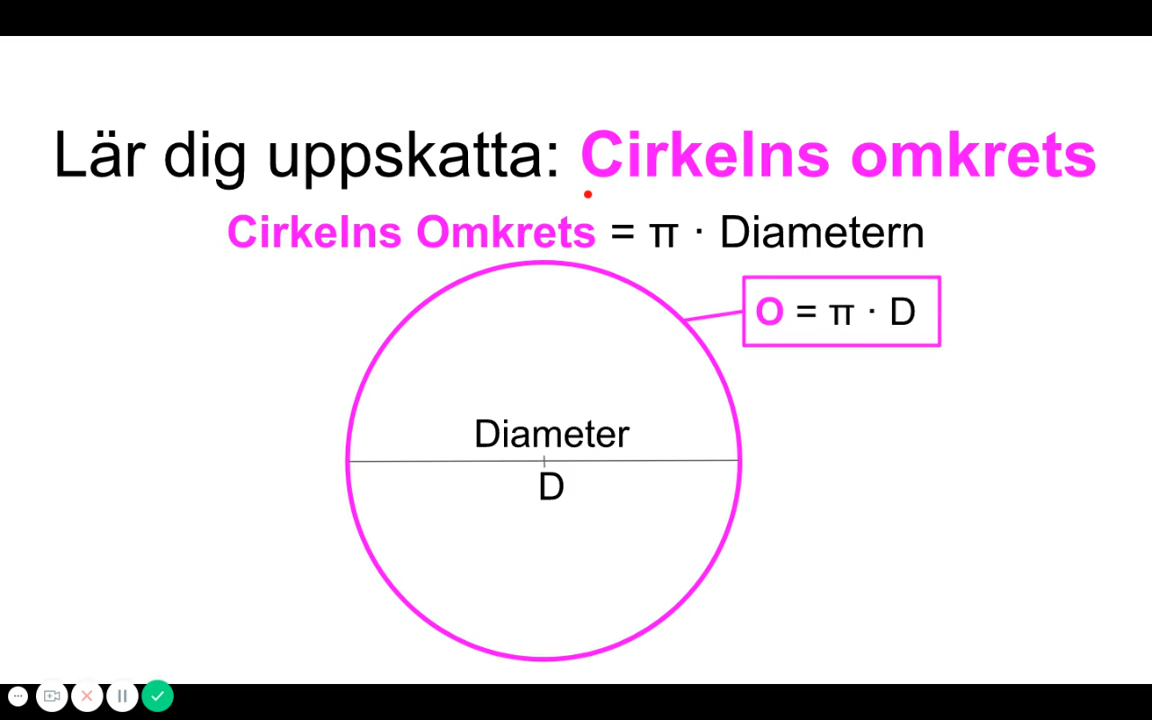 Lär dig uppskatta: Cirkelns omkrets
Cirkelns Omkrets = π · Diametern
O = π · D
Diameter
D